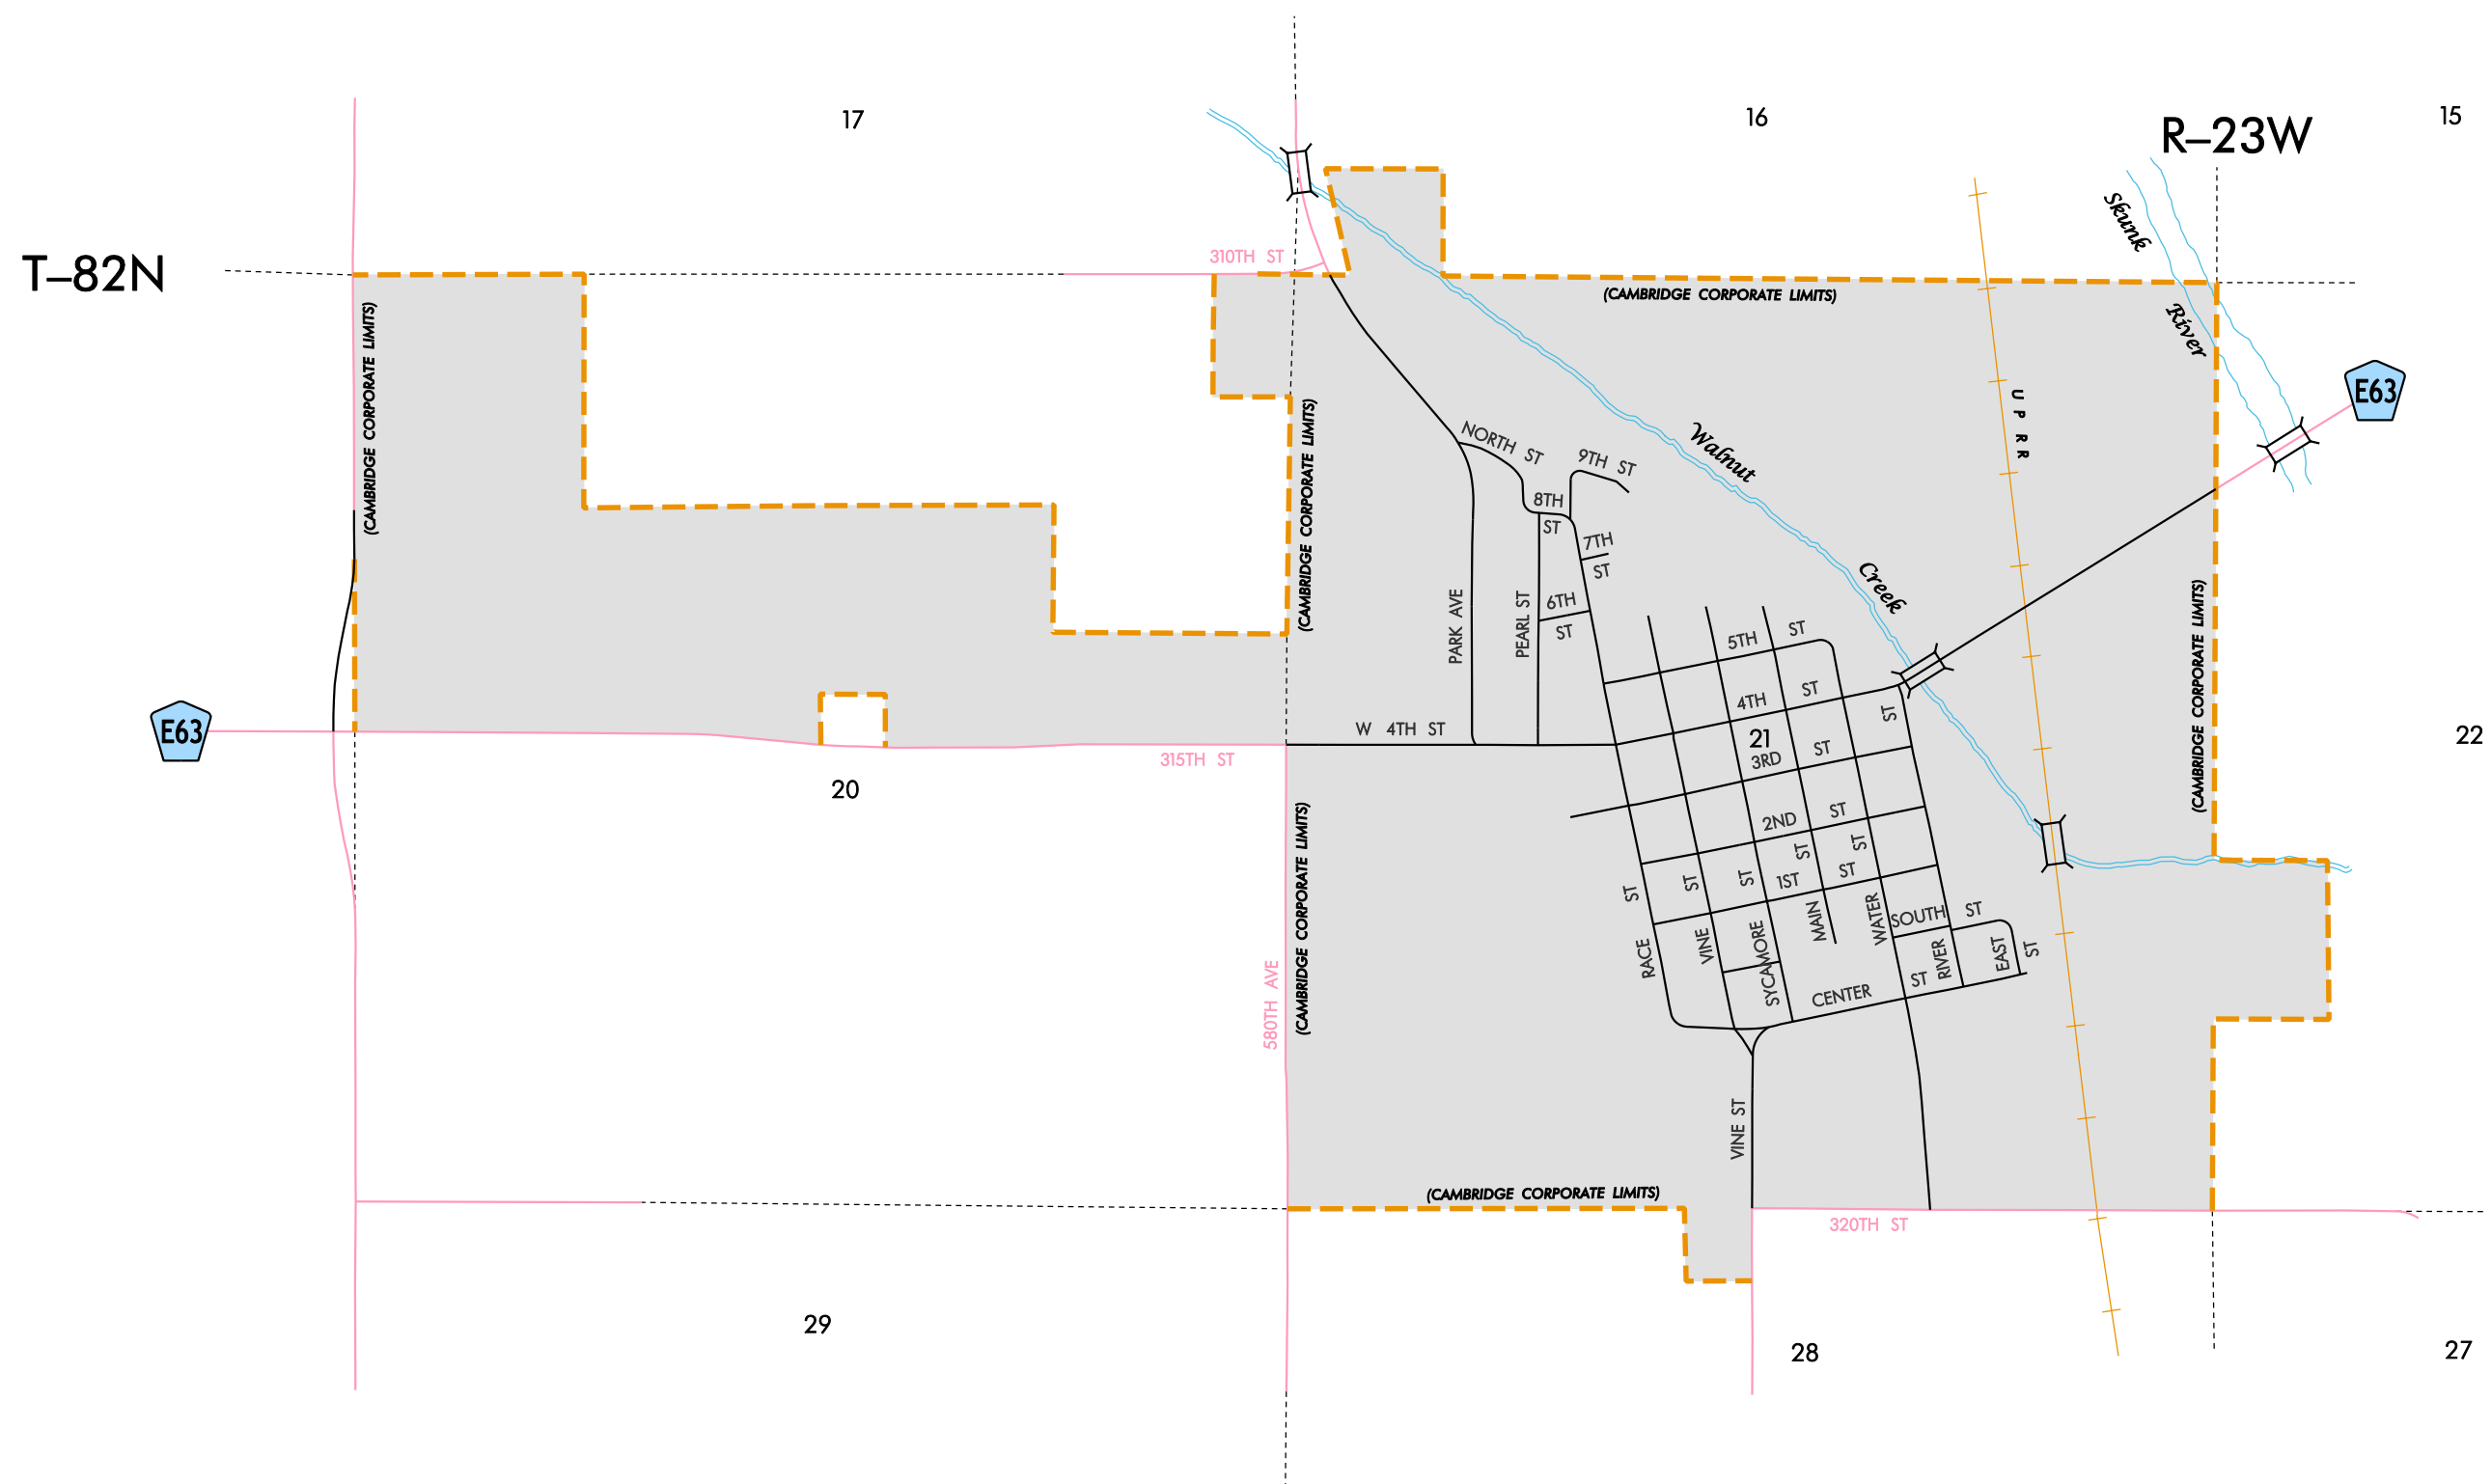 17
16
15
R–23W
T–82N
310TH ST
Skunk
River
(CAMBRIDGE CORPORATE LIMITS)
(CAMBRIDGE CORPORATE LIMITS)
(CAMBRIDGE CORPORATE LIMITS)
E63
U P R R
Walnut
Creek
NORTH ST
9TH ST
8TH
ST
7TH
ST
6TH
ST
PARK AVE
PEARL ST
5TH ST
4TH ST
ST
E63
W 4TH ST
315TH ST
21
3RD ST
22
(CAMBRIDGE CORPORATE LIMITS)
20
2ND ST
1ST ST
RACE ST
VINE ST
SYCAMORE ST
MAIN ST
WATER ST
SOUTH ST
RIVER
EAST ST
CENTER ST
580TH AVE
(CAMBRIDGE CORPORATE LIMITS)
VINE ST
(CAMBRIDGE CORPORATE LIMITS)
320TH ST
29
28
27